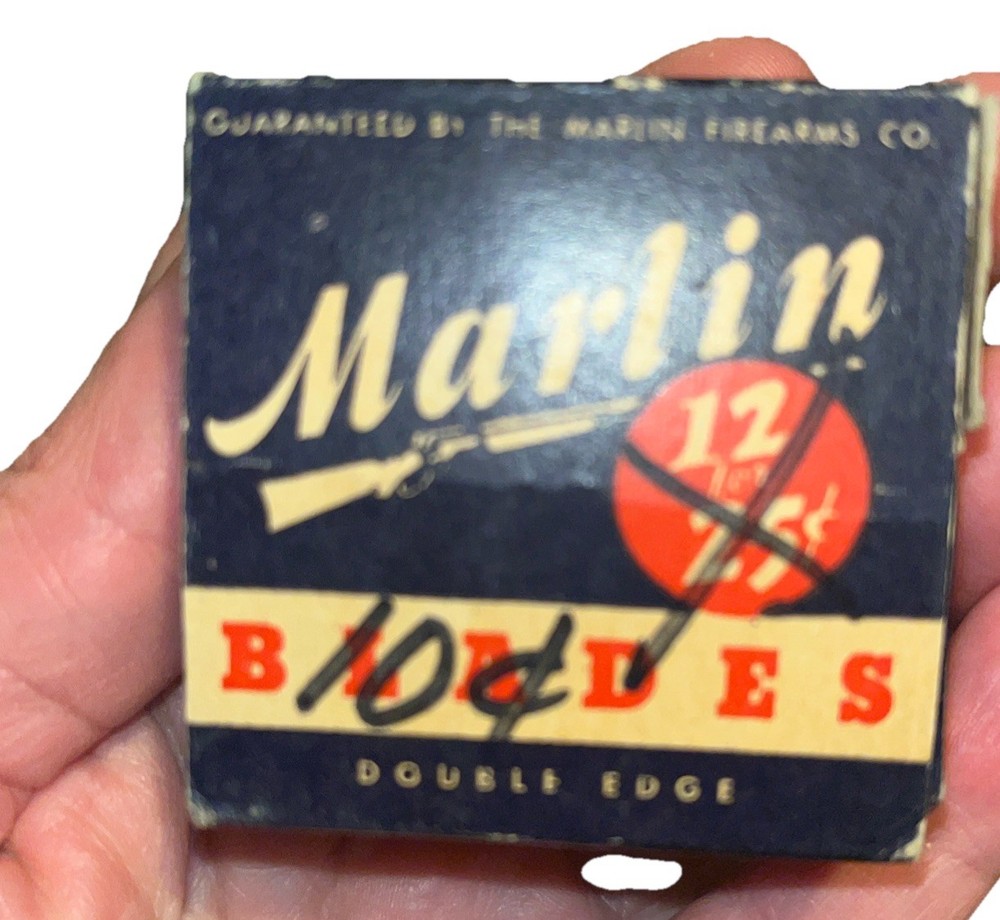 GUARANTEED BY THE MARLIN FIREARMS CO.
Marlin
12
for
25¢
BLADES
10¢
DOUBLE EDGE